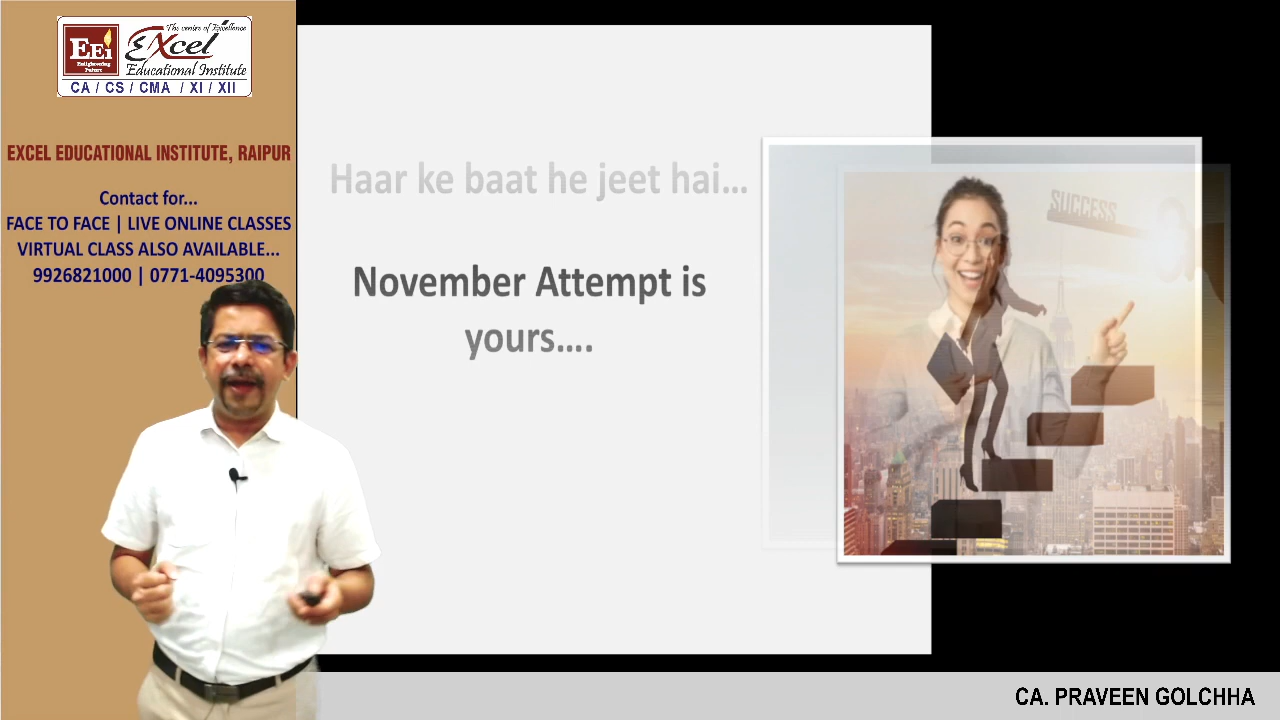 The centre of Excellence
EEi
Enlightening
Future
Excel
Educational Institute
CA / CS / CMA / XI / XII
EXCEL EDUCATIONAL INSTITUTE, RAIPUR
Contact for...
FACE TO FACE | LIVE ONLINE CLASSES
VIRTUAL CLASS ALSO AVAILABLE...
9926821000 | 0771-4095300
Haar ke baat he jeet hai...
November Attempt is
yours....
SUCCESS
CA. PRAVEEN GOLCHHA